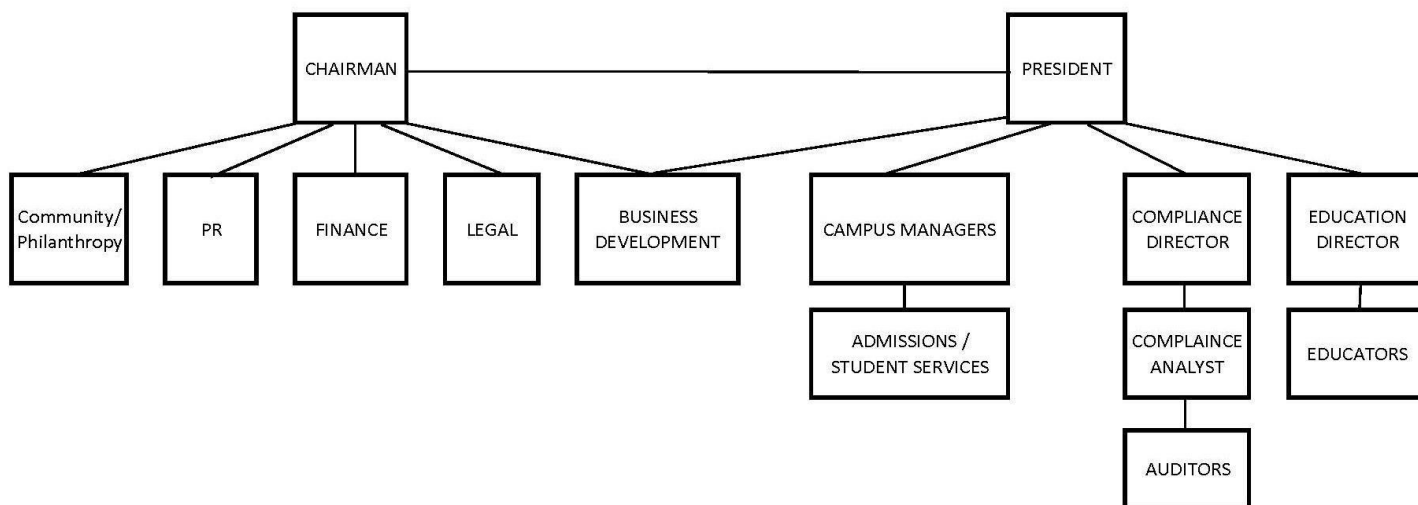 CHAIRMAN
PRESIDENT
Community/
Philanthropy
PR
FINANCE
LEGAL
BUSINESS
DEVELOPMENT
CAMPUS MANAGERS
COMPLIANCE
DIRECTOR
EDUCATION
DIRECTOR
ADMISSIONS /
STUDENT SERVICES
COMPLAINCE
ANALYST
EDUCATORS
AUDITORS